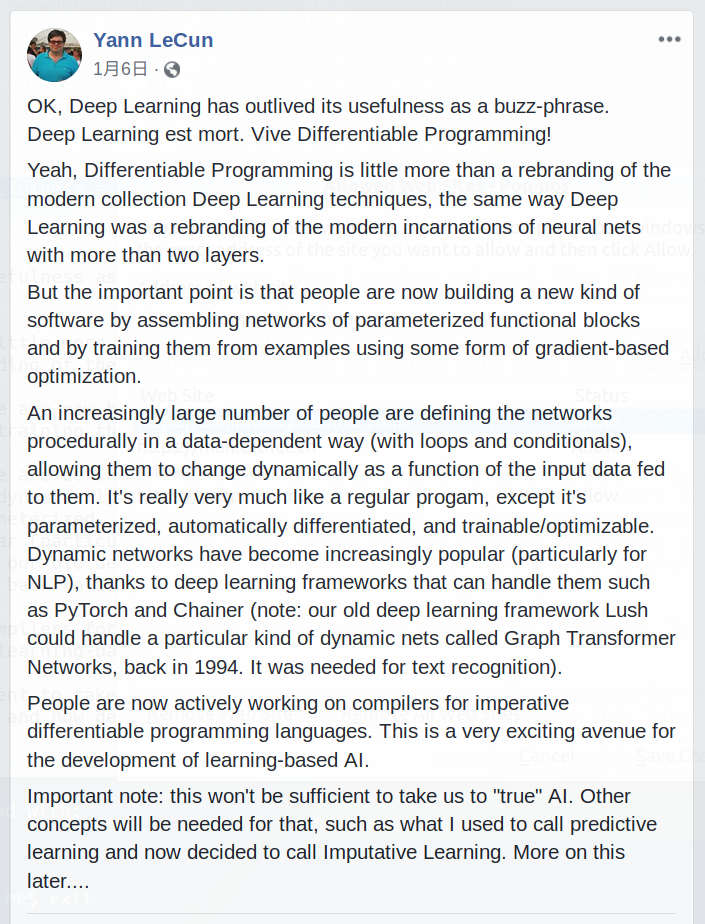 Yann LeCun
1月6日 ·
OK, Deep Learning has outlived its usefulness as a buzz-phrase.
Deep Learning est mort. Vive Differentiable Programming!
Yeah, Differentiable Programming is little more than a rebranding of the
modern collection Deep Learning techniques, the same way Deep
Learning was a rebranding of the modern incarnations of neural nets
with more than two layers.
But the important point is that people are now building a new kind of
software by assembling networks of parameterized functional blocks
and by training them from examples using some form of gradient-based
optimization.
An increasingly large number of people are defining the networks
procedurally in a data-dependent way (with loops and conditionals),
allowing them to change dynamically as a function of the input data fed
to them. It's really very much like a regular progam, except it's
parameterized, automatically differentiated, and trainable/optimizable.
Dynamic networks have become increasingly popular (particularly for
NLP), thanks to deep learning frameworks that can handle them such
as PyTorch and Chainer (note: our old deep learning framework Lush
could handle a particular kind of dynamic nets called Graph Transformer
Networks, back in 1994. It was needed for text recognition).
People are now actively working on compilers for imperative
differentiable programming languages. This is a very exciting avenue for
the development of learning-based AI.
Important note: this won't be sufficient to take us to "true" AI. Other
concepts will be needed for that, such as what I used to call predictive
learning and now decided to call Imputative Learning. More on this
later....